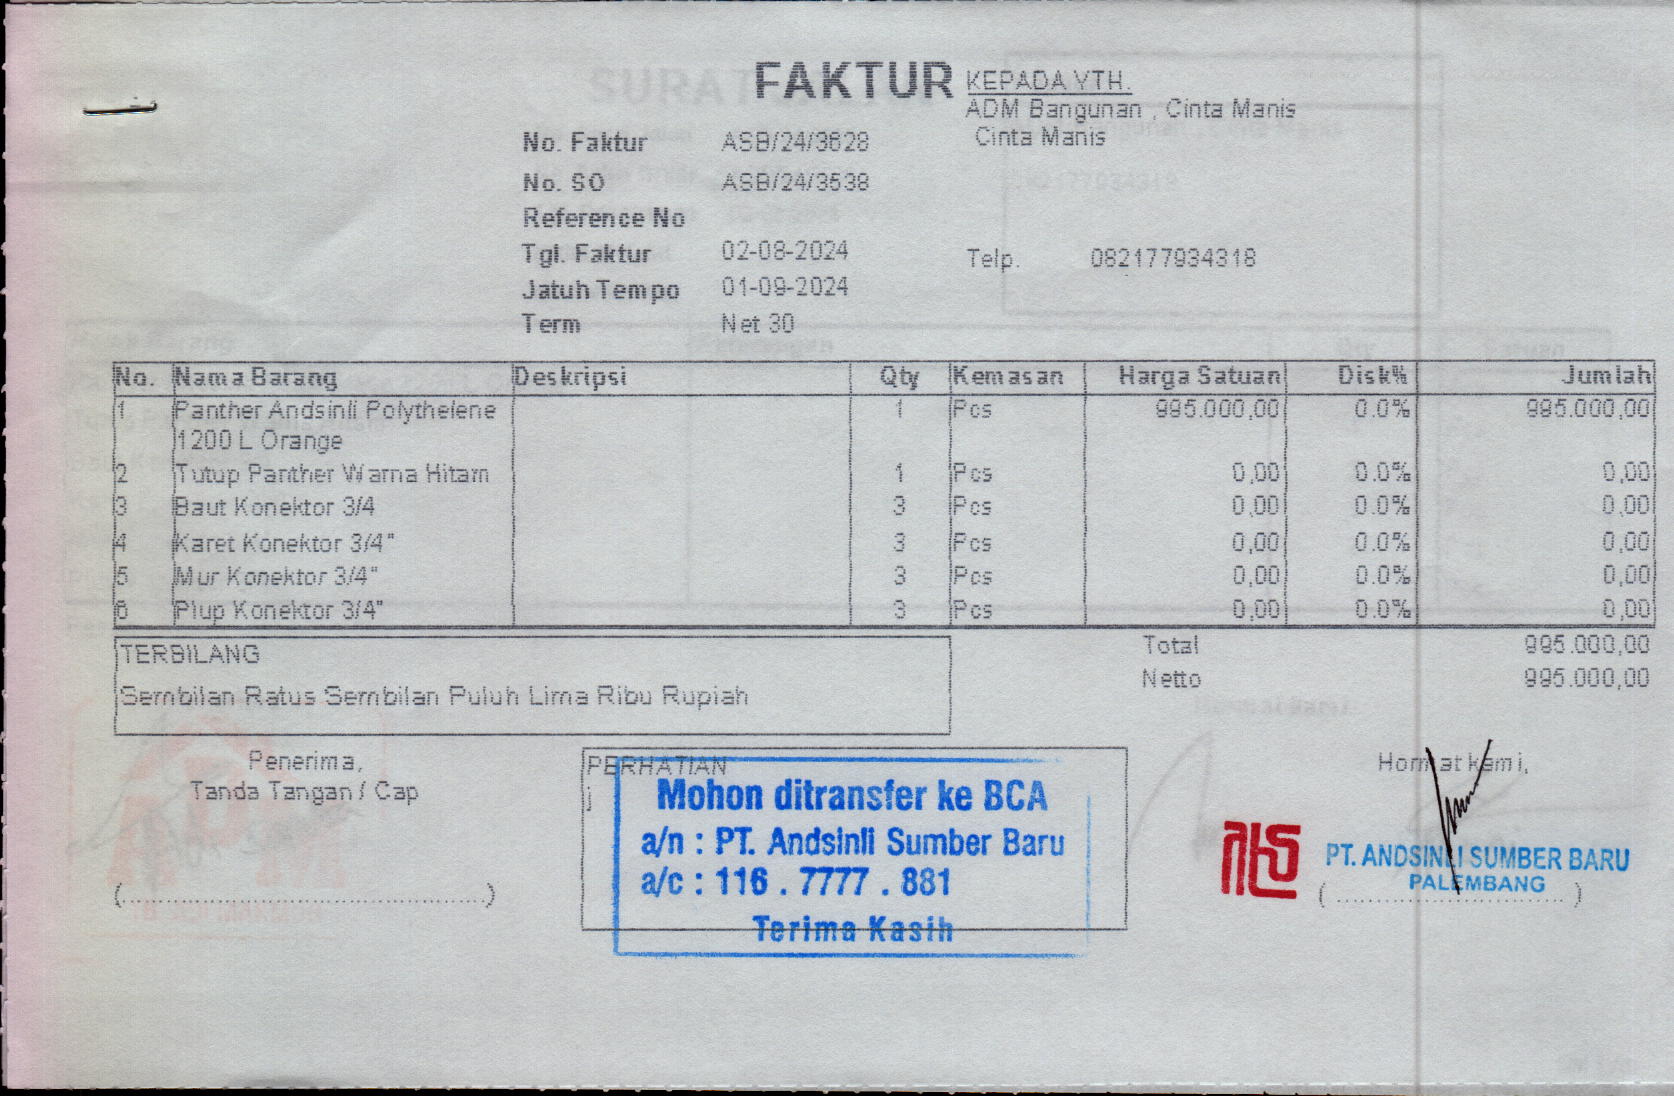 FAKTUR
KEPADA YTH.
ADM Bangunan , Cinta Manis
Cinta Manis
No. Faktur ASB/24/3628
No. SO ASB/24/3538
Reference No
Tgl. Faktur 02-08-2024
Telp. 082177934318
Jatuh Tempo 01-09-2024
Term Net 30
No. Nama Barang Deskripsi Qty Kemasan Harga Satuan Disk% Jumlah
1 Panther Andsinli Polythelene 1 Pcs 995.000,00 0.0% 995.000,00
1200 L Orange
2 Tutup Panther Warna Hitam 1 Pcs 0,00 0.0% 0,00
3 Baut Konektor 3/4 3 Pcs 0,00 0.0% 0,00
4 Karet Konektor 3/4" 3 Pcs 0,00 0.0% 0,00
5 Mur Konektor 3/4" 3 Pcs 0,00 0.0% 0,00
6 Plup Konektor 3/4" 3 Pcs 0,00 0.0% 0,00
TERBILANG
Sembilan Ratus Sembilan Puluh Lima Ribu Rupiah
Total 995.000,00
Netto 995.000,00
Penerima,
Tanda Tangan / Cap
(....................)
PERHATIAN
j
Mohon ditransfer ke BCA
a/n : PT. Andsinli Sumber Baru
a/c : 116 . 7777 . 881
Terima Kasih
Hormat kami,
PT. ANDSINLI SUMBER BARU
PALEMBANG
(....................)